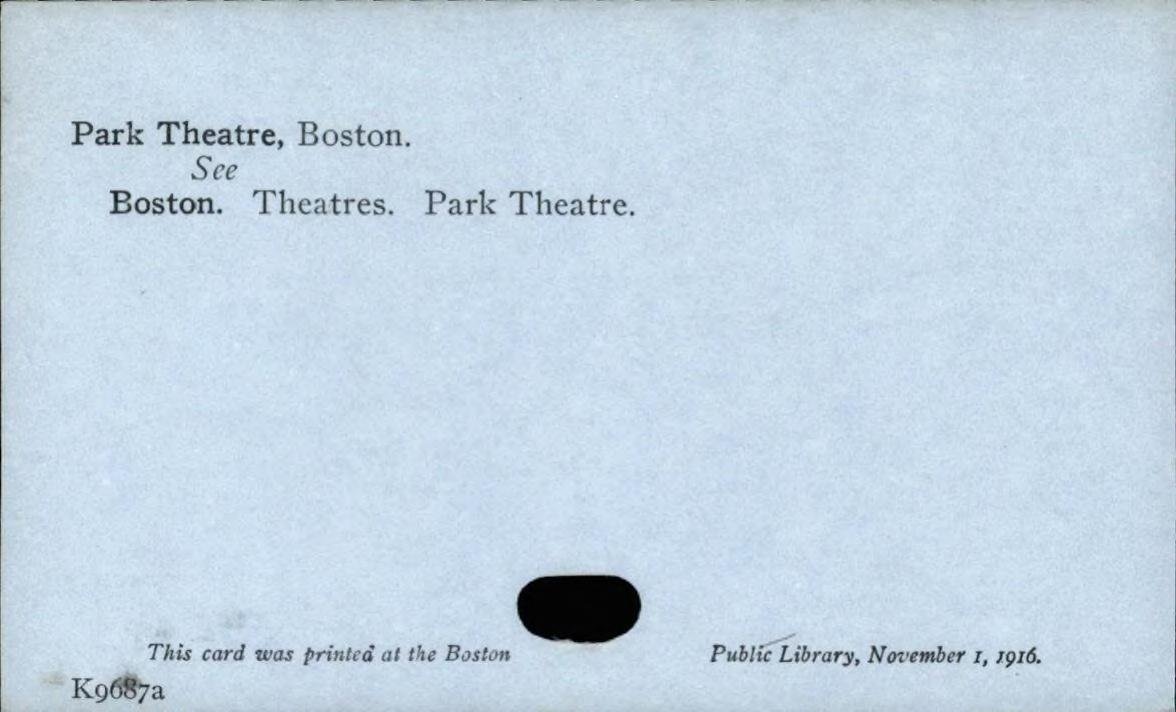 Park Theatre, Boston.
See
Boston. Theatres. Park Theatre.
This card was printed at the Boston Public Library, November 1, 1916.
K9687a